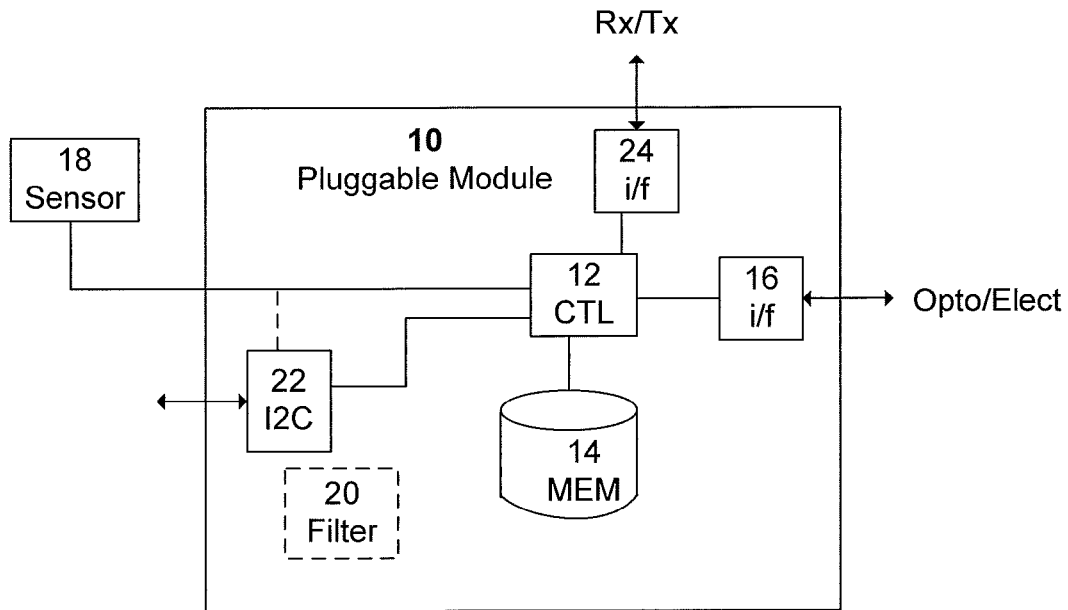 Rx/Tx
10
Pluggable Module
18
Sensor
24
i/f
12
CTL
16
i/f
Opto/Elect
22
I2C
14
MEM
20
Filter